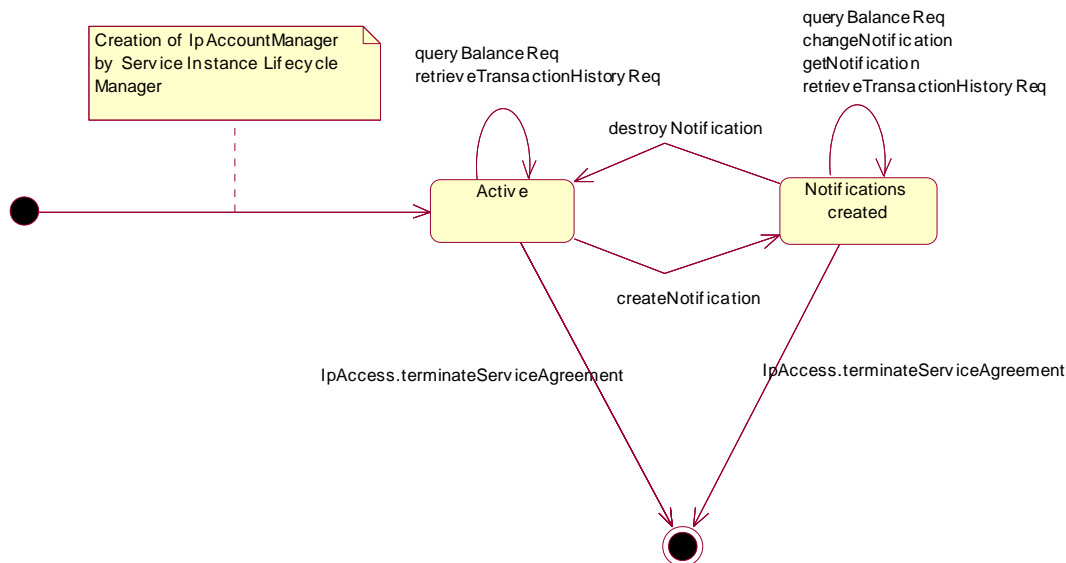 Creation of IpAccountManager
by Service Instance Lifecycle
Manager
queryBalanceReq
retrieveTransactionHistoryReq
queryBalanceReq
changeNotification
getNotification
retrieveTransactionHistoryReq
destroyNotification
Active
Notifications
created
createNotification
IpAccess.terminateServiceAgreement
IpAccess.terminateServiceAgreement